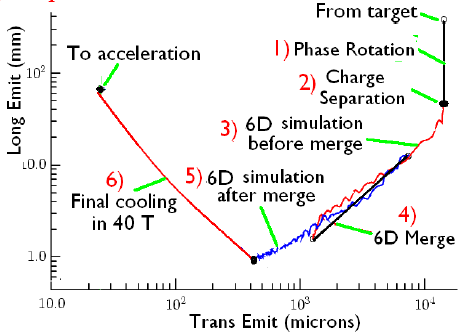 From target
1) Phase Rotation
To acceleration
2) Charge
Separation
3) 6D simulation
before merge
6)
Final cooling
in 40 T
5) 6D simulation
after merge
4)
6D Merge
Long Emit (mm)
10²
10.0
1.0
10.0
10²
10³
10⁴
Trans Emit (microns)